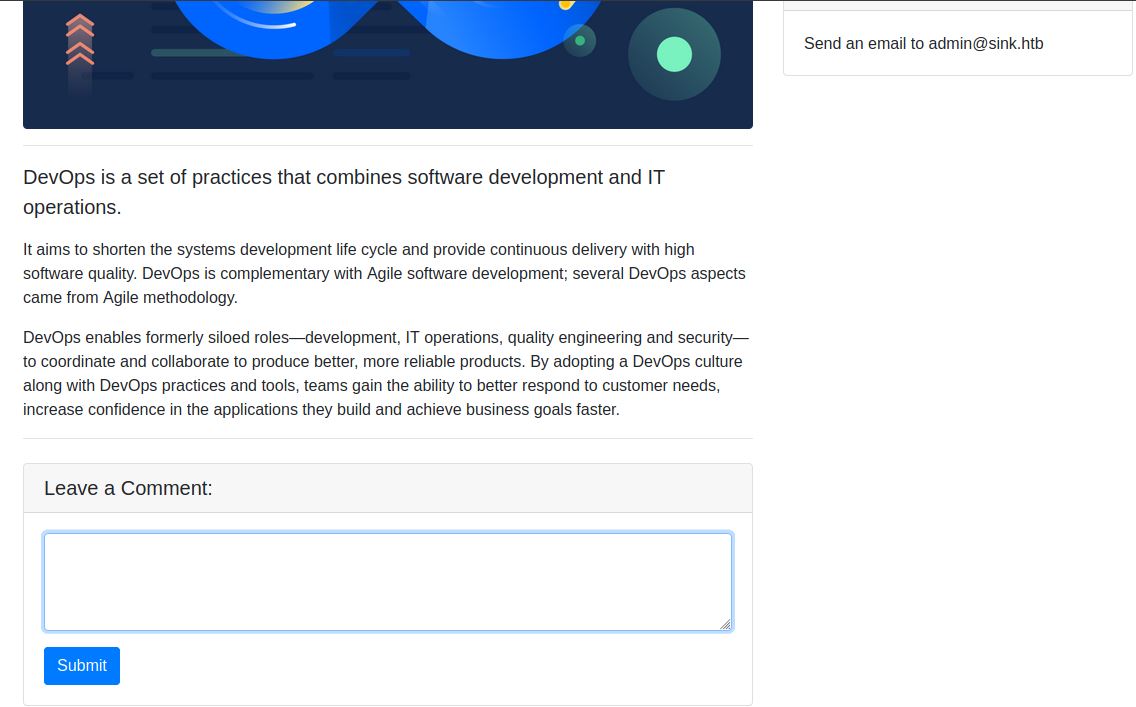 Send an email to admin@sink.htb
DevOps is a set of practices that combines software development and IT
operations.
It aims to shorten the systems development life cycle and provide continuous delivery with high
software quality. DevOps is complementary with Agile software development; several DevOps aspects
came from Agile methodology.
DevOps enables formerly siloed roles—development, IT operations, quality engineering and security—
to coordinate and collaborate to produce better, more reliable products. By adopting a DevOps culture
along with DevOps practices and tools, teams gain the ability to better respond to customer needs,
increase confidence in the applications they build and achieve business goals faster.
Leave a Comment:
Submit